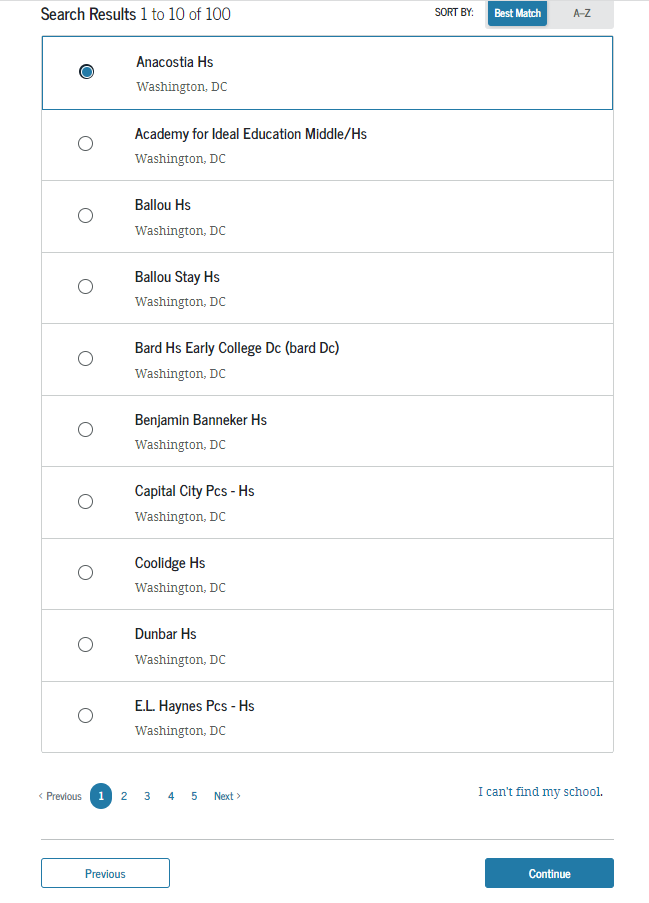 Search Results 1 to 10 of 100 SORT BY: Best Match A–Z
Anacostia Hs
Washington, DC
Academy for Ideal Education Middle/Hs
Washington, DC
Ballou Hs
Washington, DC
Ballou Stay Hs
Washington, DC
Bard Hs Early College Dc (bard Dc)
Washington, DC
Benjamin Banneker Hs
Washington, DC
Capital City Pcs - Hs
Washington, DC
Coolidge Hs
Washington, DC
Dunbar Hs
Washington, DC
E.L. Haynes Pcs - Hs
Washington, DC
‹ Previous 1 2 3 4 5 Next › I can't find my school.
Previous Continue